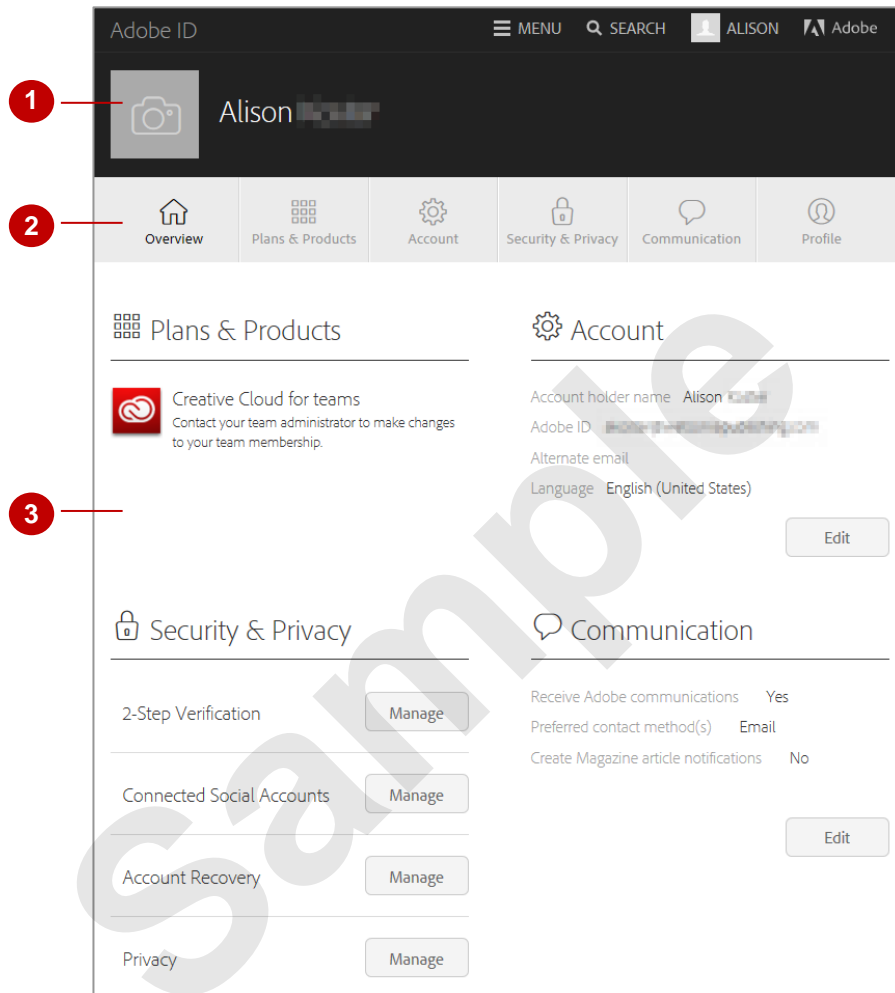 Adobe ID MENU SEARCH ALISON Adobe
1
Alison
2
Overview Plans & Products Account Security & Privacy Communication Profile
Plans & Products
Creative Cloud for teams
Contact your team administrator to make changes
to your team membership.
3
Account
Account holder name Alison
Adobe ID
Alternate email
Language English (United States)
Edit
Security & Privacy
2-Step Verification Manage
Connected Social Accounts Manage
Account Recovery Manage
Privacy Manage
Communication
Receive Adobe communications Yes
Preferred contact method(s) Email
Create Magazine article notifications No
Edit
Sample